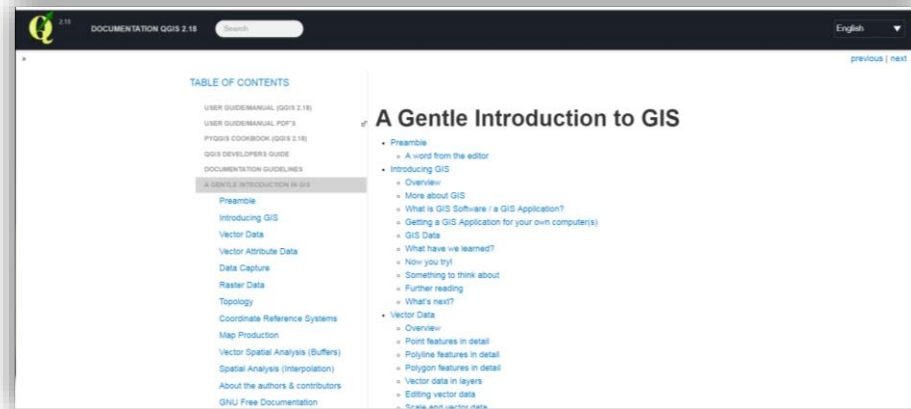 2.18
DOCUMENTATION QGIS 2.18
Search
English
previous | next
TABLE OF CONTENTS
USER GUIDE/MANUAL (QGIS 2.18)
USER GUIDE/MANUAL PDF'S
PYQGIS COOKBOOK (QGIS 2.18)
QGIS DEVELOPERS GUIDE
DOCUMENTATION GUIDELINES
A GENTLE INTRODUCTION IN GIS
Preamble
Introducing GIS
Vector Data
Vector Attribute Data
Data Capture
Raster Data
Topology
Coordinate Reference Systems
Map Production
Vector Spatial Analysis (Buffers)
Spatial Analysis (Interpolation)
About the authors & contributors
GNU Free Documentation
A Gentle Introduction to GIS
Preamble
A word from the editor
Introducing GIS
Overview
More about GIS
What is GIS Software / a GIS Application?
Getting a GIS Application for your own computer(s)
GIS Data
What have we learned?
Now you try!
Something to think about
Further reading
What's next?
Vector Data
Overview
Point features in detail
Polyline features in detail
Polygon features in detail
Vector data in layers
Editing vector data
Scale and vector data